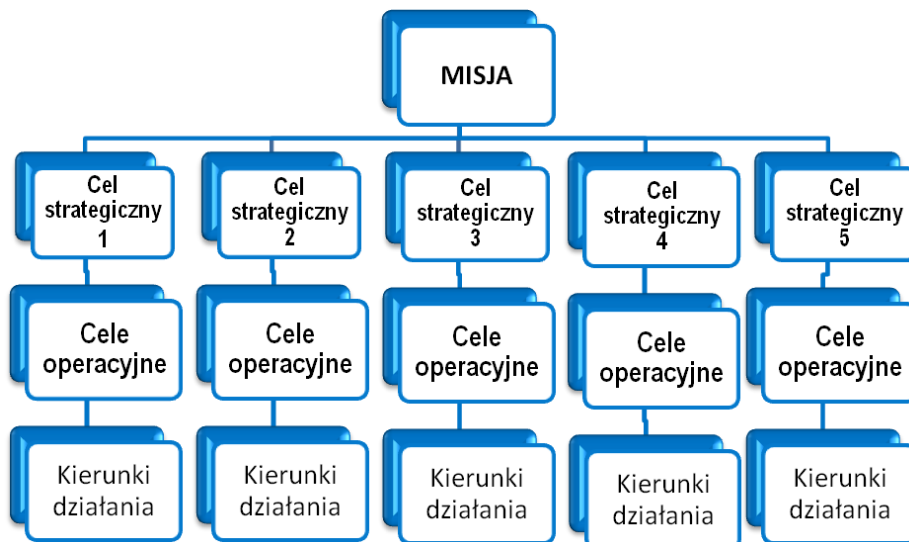 MISJA
Cel
strategiczny
1
Cel
strategiczny
2
Cel
strategiczny
3
Cel
strategiczny
4
Cel
strategiczny
5
Cele
operacyjne
Cele
operacyjne
Cele
operacyjne
Cele
operacyjne
Cele
operacyjne
Kierunki
działania
Kierunki
działania
Kierunki
działania
Kierunki
działania
Kierunki
działania